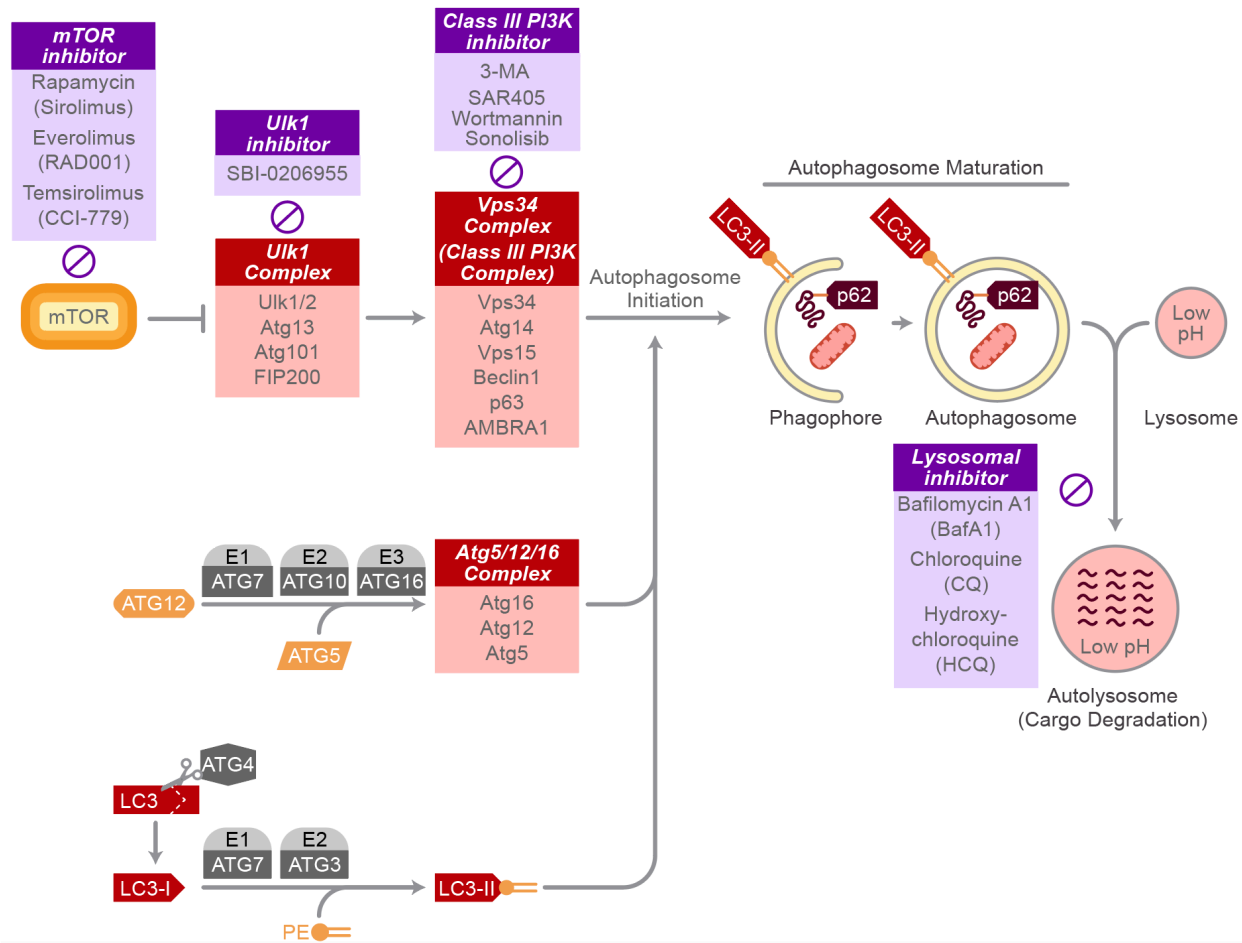 mTOR
inhibitor
Rapamycin
(Sirolimus)
Everolimus
(RAD001)
Temsirolimus
(CCI-779)
mTOR
Ulk1
inhibitor
SBI-0206955
Ulk1
Complex
Ulk1/2
Atg13
Atg101
FIP200
Class III PI3K
inhibitor
3-MA
SAR405
Wortmannin
Sonolisib
Vps34
Complex
(Class III PI3K
Complex)
Vps34
Atg14
Vps15
Beclin1
p63
AMBRA1
Autophagosome
Initiation
Autophagosome Maturation
LC3-II
p62
Phagophore
LC3-II
p62
Autophagosome
Low
pH
Lysosome
Lysosomal
inhibitor
Bafilomycin A1
(BafA1)
Chloroquine
(CQ)
Hydroxy-
chloroquine
(HCQ)
Low pH
Autolysosome
(Cargo Degradation)
ATG12
E1
ATG7
E2
ATG10
E3
ATG16
ATG5
Atg5/12/16
Complex
Atg16
Atg12
Atg5
ATG4
LC3
LC3-I
E1
ATG7
E2
ATG3
PE
LC3-II